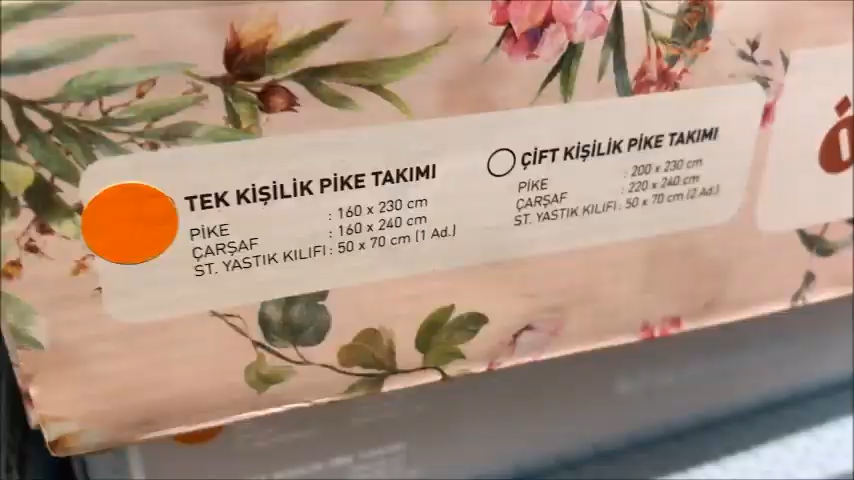 TEK KİŞİLİK PİKE TAKIMI
PİKE : 160 x 230 cm
ÇARŞAF : 160 x 240 cm
ST. YASTIK KILIFI : 50 x 70 cm (1 Ad.)
ÇİFT KİŞİLİK PİKE TAKIMI
PİKE : 200 x 230 cm
ÇARŞAF : 220 x 240 cm
ST. YASTIK KILIFI : 50 x 70 cm (2 Ad.)